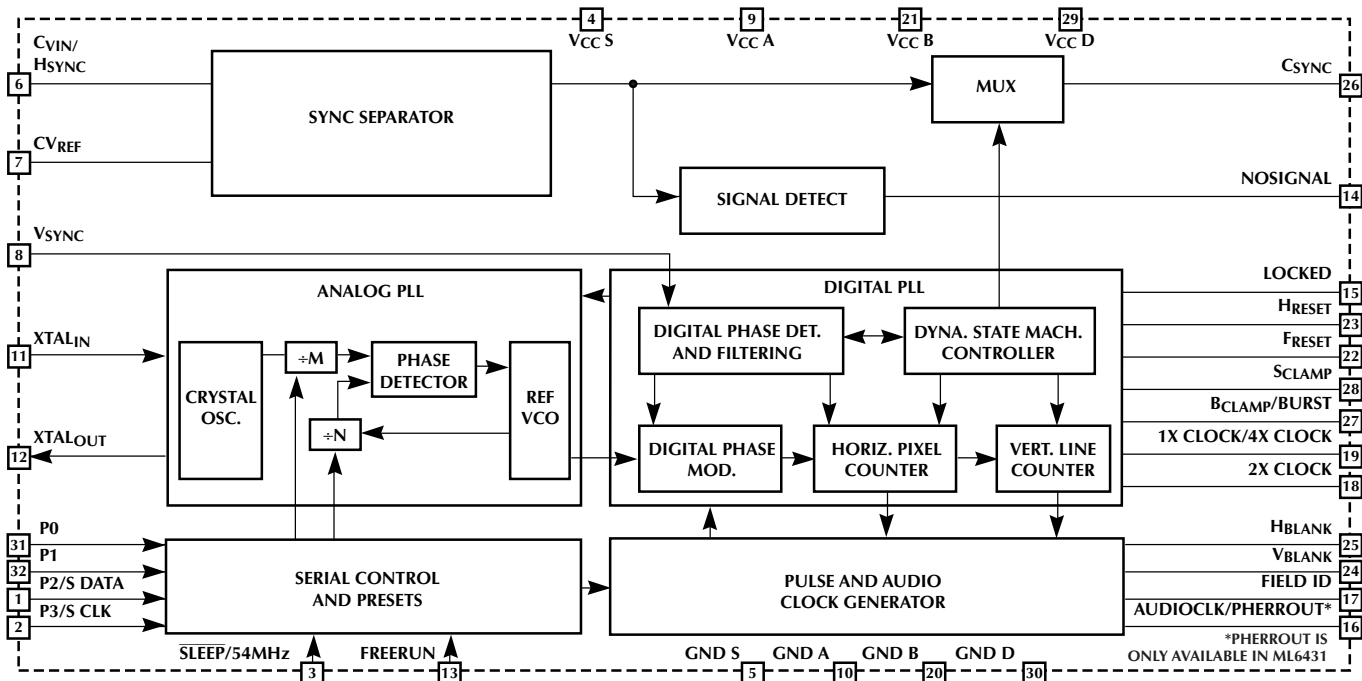 4 9 21 29
VCC S VCC A VCC B VCC D
CVIN/
HSYNC
6
SYNC SEPARATOR
MUX
CSYNC
26
CVREF
7
SIGNAL DETECT
NOSIGNAL
14
VSYNC
8
ANALOG PLL
DIGITAL PLL
LOCKED
15
HRESET
23
FRESET
22
SCLAMP
28
BCLAMP/BURST
27
1X CLOCK/4X CLOCK
19
2X CLOCK
18
XTALIN
11
XTALOUT
12
CRYSTAL
OSC.
÷M
PHASE
DETECTOR
÷N
REF
VCO
DIGITAL PHASE DET.
AND FILTERING
DYNA. STATE MACH.
CONTROLLER
DIGITAL PHASE
MOD.
HORIZ. PIXEL
COUNTER
VERT. LINE
COUNTER
P0
31
P1
32
P2/S DATA
1
P3/S CLK
2
SERIAL CONTROL
AND PRESETS
PULSE AND AUDIO
CLOCK GENERATOR
HBLANK
25
VBLANK
24
FIELD ID
17
AUDIOCLK/PHERROUT*
16
*PHERROUT IS
ONLY AVAILABLE IN ML6431
SLEEP/54MHz FREERUN GND S GND A GND B GND D
3 13 5 10 20 30